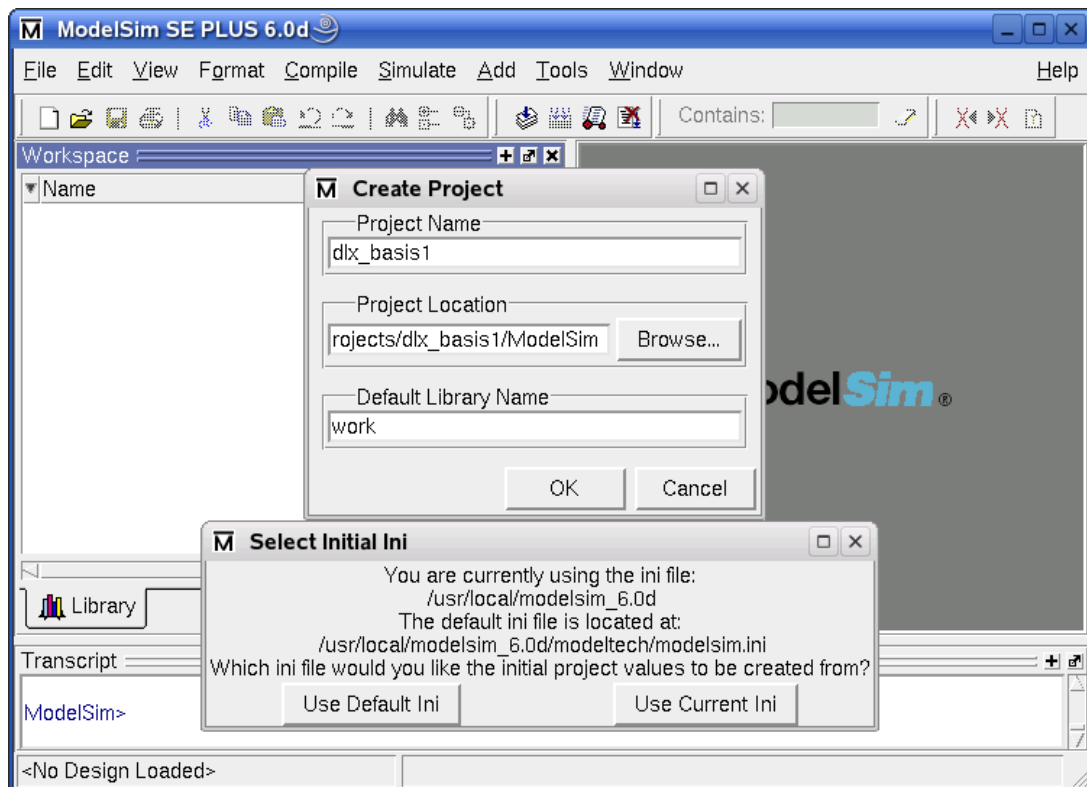 ModelSim SE PLUS 6.0d
File Edit View Format Compile Simulate Add Tools Window Help
Contains:
Workspace
Name
Create Project
Project Name
dlx_basis1
Project Location
rojects/dlx_basis1/ModelSim Browse...
Default Library Name
work
OK Cancel
odelSim ®
Select Initial Ini
You are currently using the ini file:
/usr/local/modelsim_6.0d
The default ini file is located at:
/usr/local/modelsim_6.0d/modeltech/modelsim.ini
Which ini file would you like the initial project values to be created from?
Use Default Ini Use Current Ini
Library
Transcript
ModelSim>
<No Design Loaded>